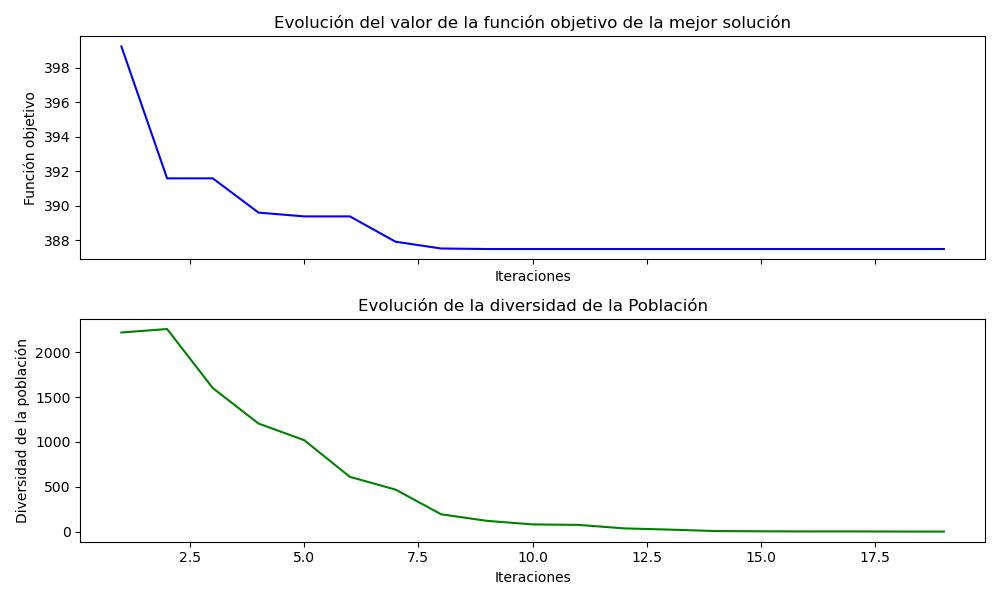 Evolución del valor de la función objetivo de la mejor solución
398
396
394
392
390
388
Función objetivo
Iteraciones
Evolución de la diversidad de la Población
2000
1500
1000
500
0
Diversidad de la población
2.5 5.0 7.5 10.0 12.5 15.0 17.5
Iteraciones